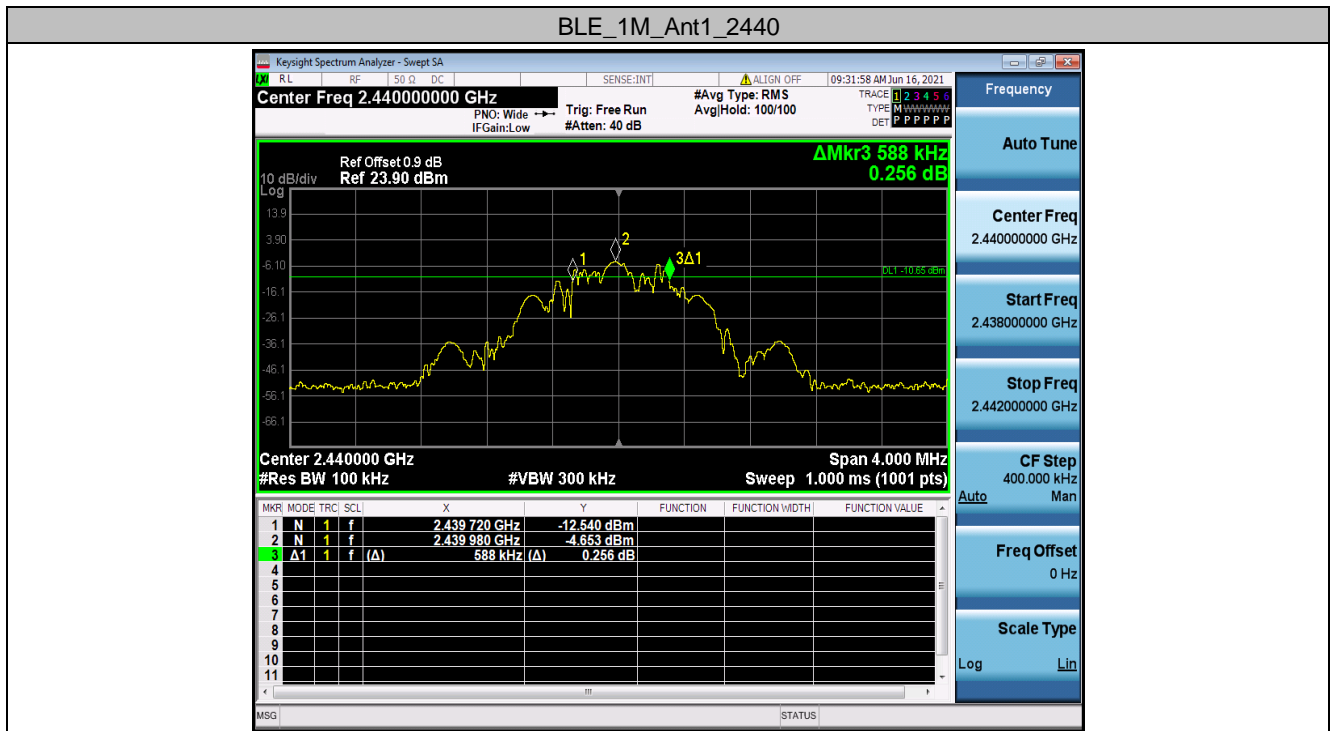 BLE_1M_Ant1_2440
Keysight Spectrum Analyzer - Swept SA
LXI RL RF 50 Ω DC SENSE:INT ALIGN OFF 09:31:58 AM Jun 16, 2021
Center Freq 2.440000000 GHz
PNO: Wide
IFGain:Low
Trig: Free Run
#Atten: 40 dB
#Avg Type: RMS
Avg|Hold: 100/100
TRACE 1 2 3 4 5 6
TYPE M WWWWW
DET P P P P P P
ΔMkr3 588 kHz
0.256 dB
Ref Offset 0.9 dB
10 dB/div Ref 23.90 dBm
Log
13.9
3.90
-6.10
-16.1
-26.1
-36.1
-46.1
-56.1
-66.1
1
2
3Δ1
DL1 -10.65 dBm
Center 2.440000 GHz Span 4.000 MHz
#Res BW 100 kHz #VBW 300 kHz Sweep 1.000 ms (1001 pts)
MKR MODE TRC SCL X Y FUNCTION FUNCTION WIDTH FUNCTION VALUE
1 N 1 f 2.439 720 GHz -12.540 dBm
2 N 1 f 2.439 980 GHz -4.653 dBm
3 Δ1 1 f (Δ) 588 kHz (Δ) 0.256 dB
4
5
6
7
8
9
10
11
MSG STATUS
Frequency
Auto Tune
Center Freq
2.440000000 GHz
Start Freq
2.438000000 GHz
Stop Freq
2.442000000 GHz
CF Step
400.000 kHz
Auto Man
Freq Offset
0 Hz
Scale Type
Log Lin